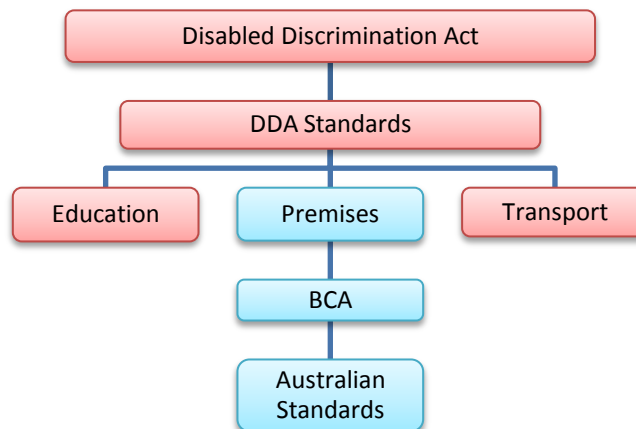 Disabled Discrimination Act
DDA Standards
Education
Premises
Transport
BCA
Australian
Standards